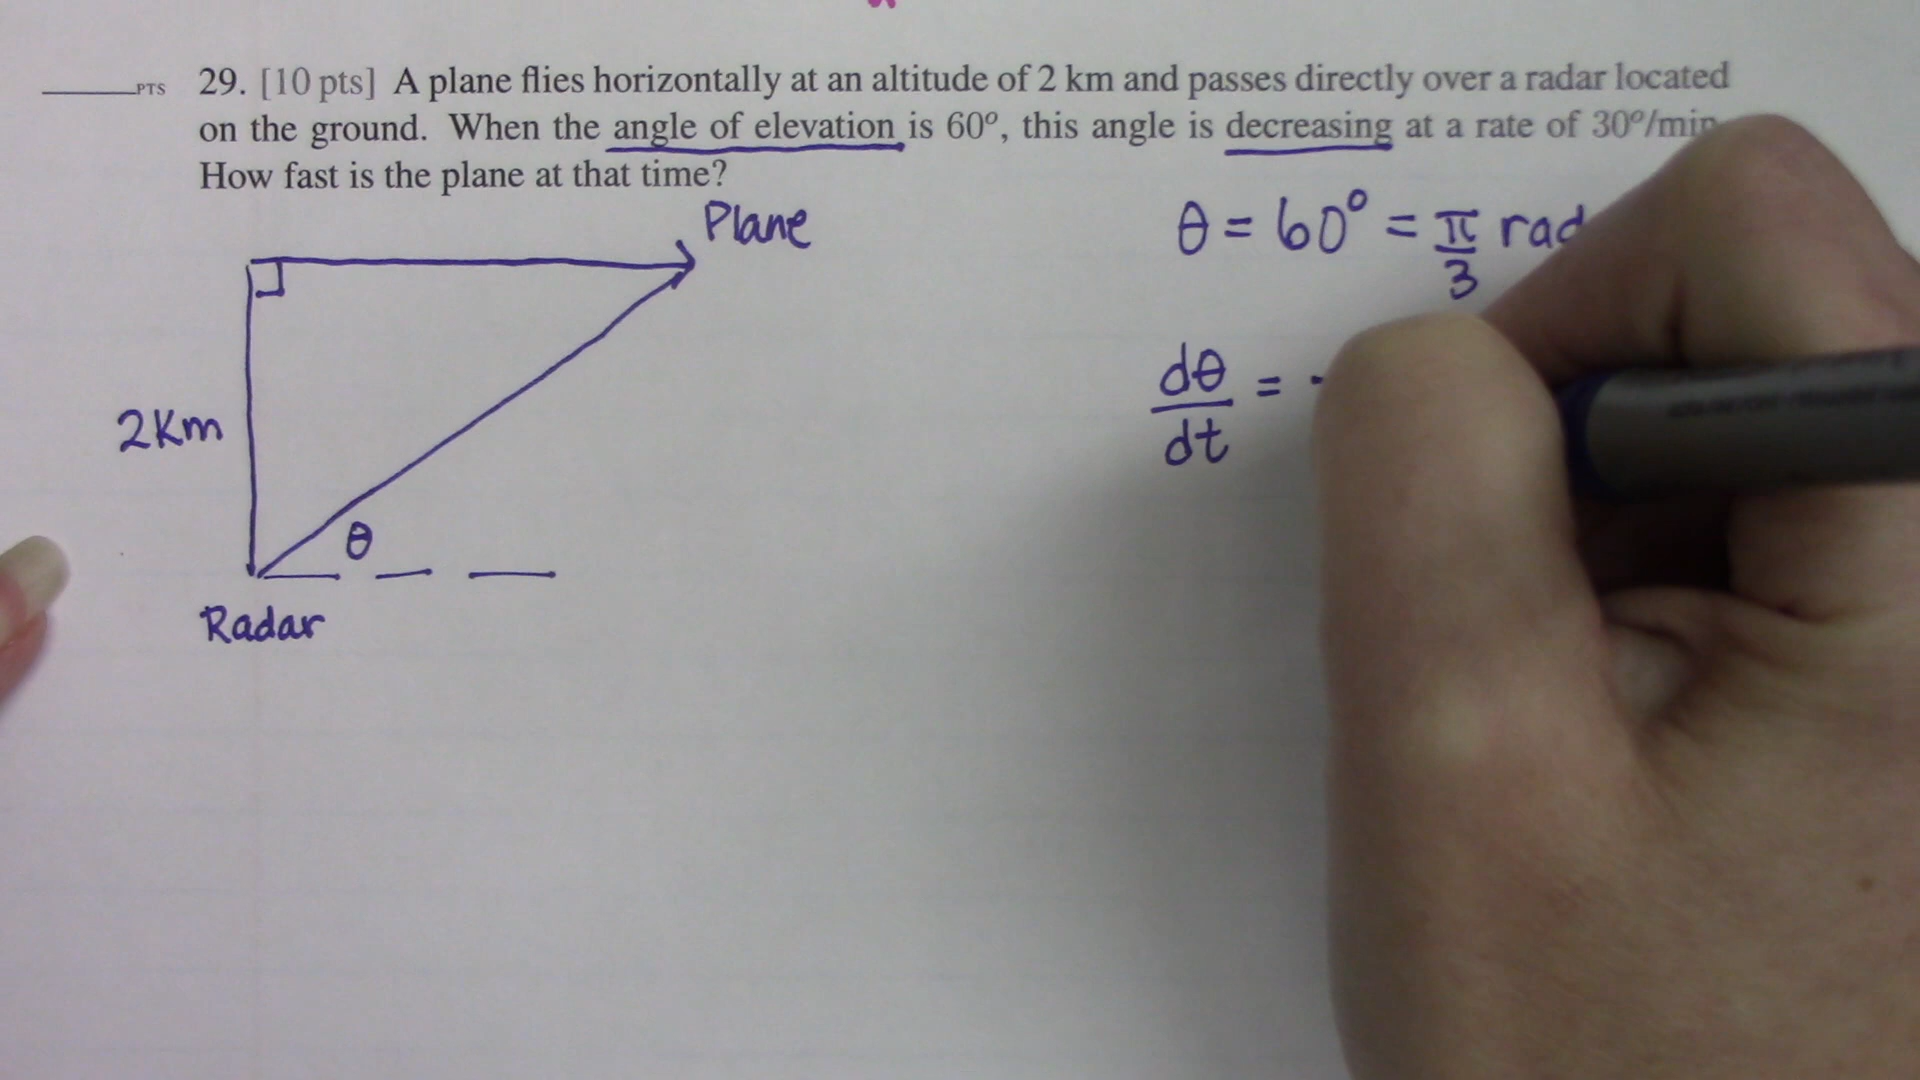 PTS 29. [10 pts] A plane flies horizontally at an altitude of 2 km and passes directly over a radar located
on the ground. When the angle of elevation is 60°, this angle is decreasing at a rate of 30°/min
How fast is the plane at that time?
Plane
θ = 60° = π/3 rad
dθ/dt = -
2Km
θ
Radar